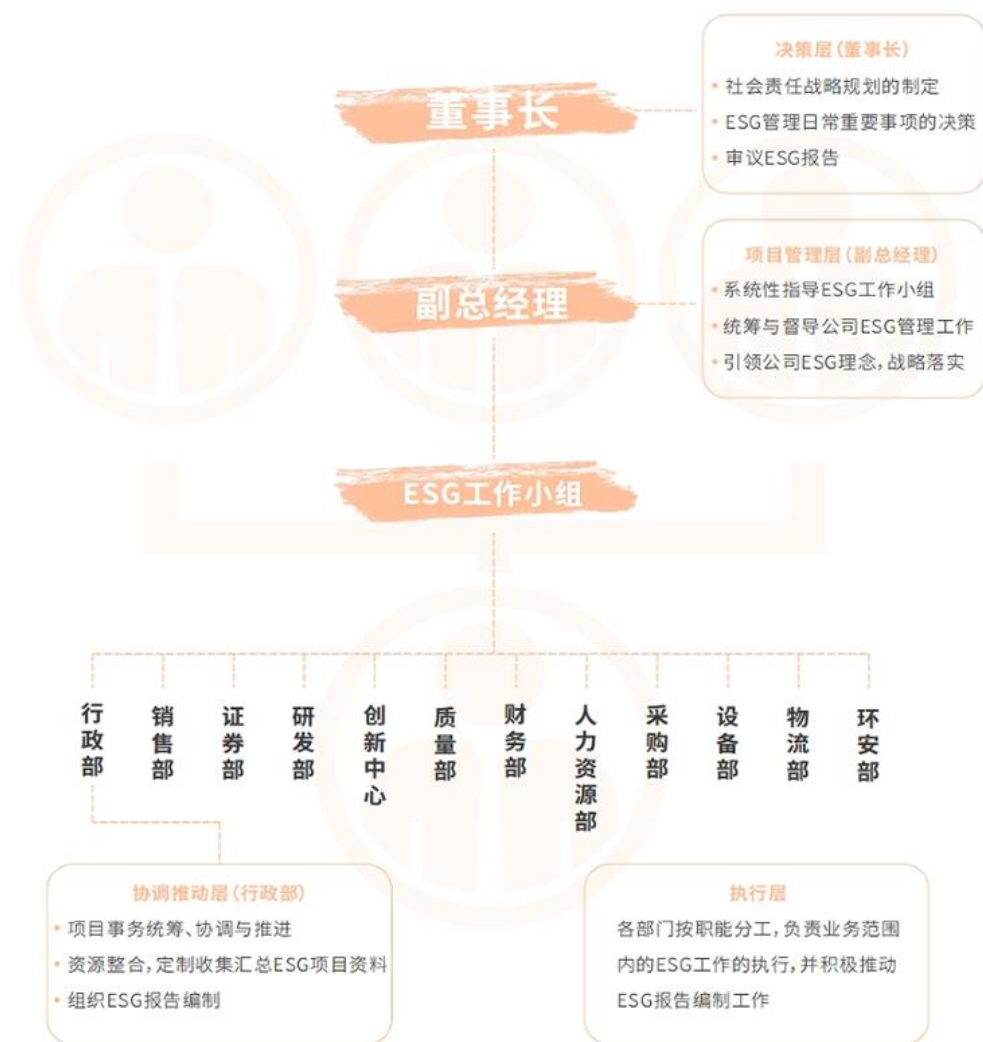 决策层(董事长)
董事长
• 社会责任战略规划的制定
• ESG管理日常重要事项的决策
• 审议ESG报告
项目管理层(副总经理)
副总经理
• 系统性指导ESG工作小组
• 统筹与督导公司ESG管理工作
• 引领公司ESG理念,战略落实
ESG工作小组
行政部
销售部
证券部
研发部
创新中心
质量部
财务部
人力资源部
采购部
设备部
物流部
环安部
协调推动层(行政部)
• 项目事务统筹、协调与推进
• 资源整合,定制收集汇总ESG项目资料
• 组织ESG报告编制
执行层
各部门按职能分工,负责业务范围
内的ESG工作的执行,并积极推动
ESG报告编制工作